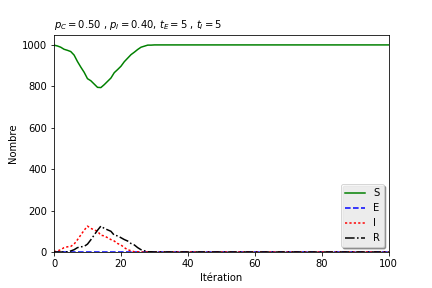 p_C = 0.50 , p_I = 0.40, t_E = 5 , t_I = 5
1000
800
600
400
200
0
Nombre
0 20 40 60 80 100
Itération
S
E
I
R